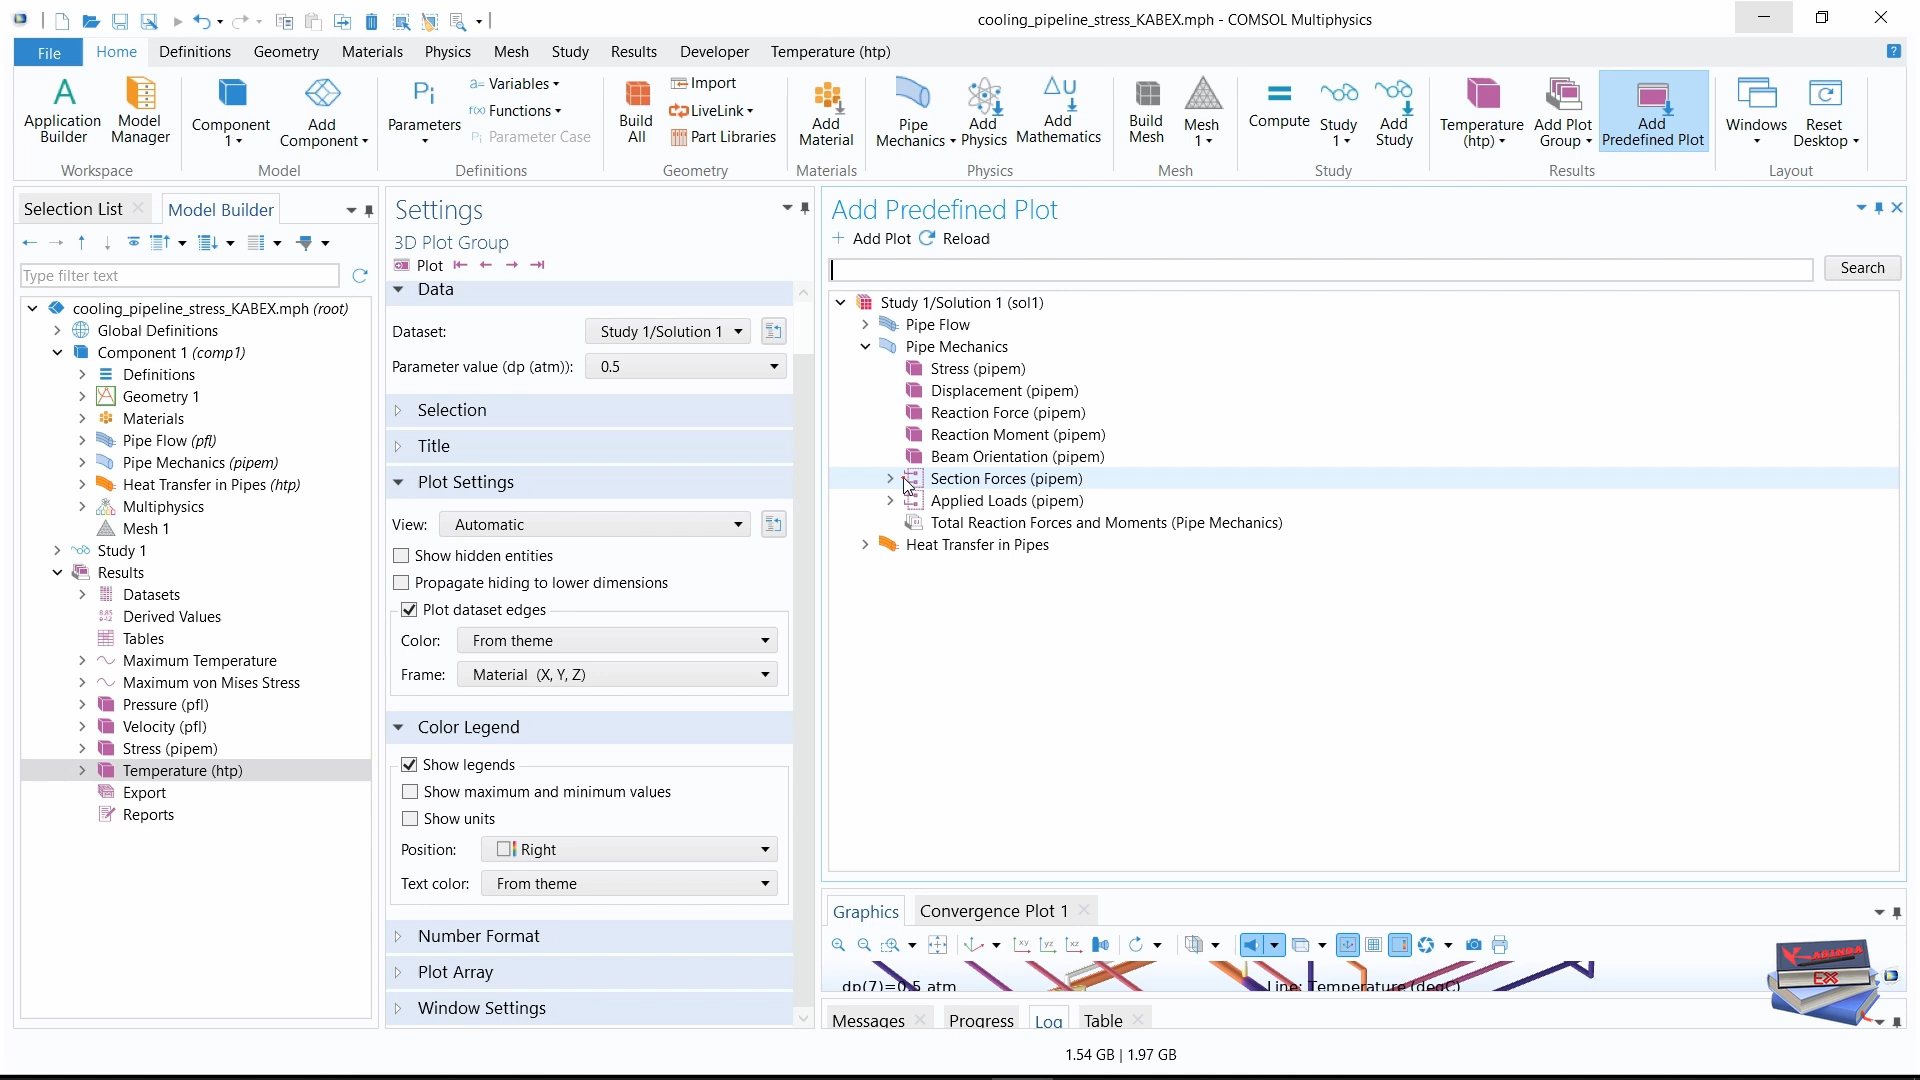 cooling_pipeline_stress_KABEX.mph - COMSOL Multiphysics
File Home Definitions Geometry Materials Physics Mesh Study Results Developer Temperature (htp)
Application Builder
Model Manager
Workspace
Component 1
Add Component
Model
Parameters
a= Variables
f(x) Functions
Pi Parameter Case
Definitions
Build All
Import
LiveLink
Part Libraries
Geometry
Add Material
Materials
Pipe Mechanics
Add Physics
Add Mathematics
Physics
Build Mesh
Mesh 1
Mesh
Compute
Study 1
Add Study
Study
Temperature (htp)
Add Plot Group
Add Predefined Plot
Results
Windows
Reset Desktop
Layout
Selection List
Model Builder
Type filter text
cooling_pipeline_stress_KABEX.mph (root)
Global Definitions
Component 1 (comp1)
Definitions
Geometry 1
Materials
Pipe Flow (pfl)
Pipe Mechanics (pipem)
Heat Transfer in Pipes (htp)
Multiphysics
Mesh 1
Study 1
Results
Datasets
Derived Values
Tables
Maximum Temperature
Maximum von Mises Stress
Pressure (pfl)
Velocity (pfl)
Stress (pipem)
Temperature (htp)
Export
Reports
Settings
3D Plot Group
Plot
Data
Dataset: Study 1/Solution 1
Parameter value (dp (atm)): 0.5
Selection
Title
Plot Settings
View: Automatic
Show hidden entities
Propagate hiding to lower dimensions
Plot dataset edges
Color: From theme
Frame: Material (X, Y, Z)
Color Legend
Show legends
Show maximum and minimum values
Show units
Position: Right
Text color: From theme
Number Format
Plot Array
Window Settings
Add Predefined Plot
Add Plot Reload
Search
Study 1/Solution 1 (sol1)
Pipe Flow
Pipe Mechanics
Stress (pipem)
Displacement (pipem)
Reaction Force (pipem)
Reaction Moment (pipem)
Beam Orientation (pipem)
Section Forces (pipem)
Applied Loads (pipem)
Total Reaction Forces and Moments (Pipe Mechanics)
Heat Transfer in Pipes
Graphics Convergence Plot 1
dp(7)=0.5 atm Line: Temperature (degC)
KABINDA
EX
Messages Progress Log Table
1.54 GB | 1.97 GB